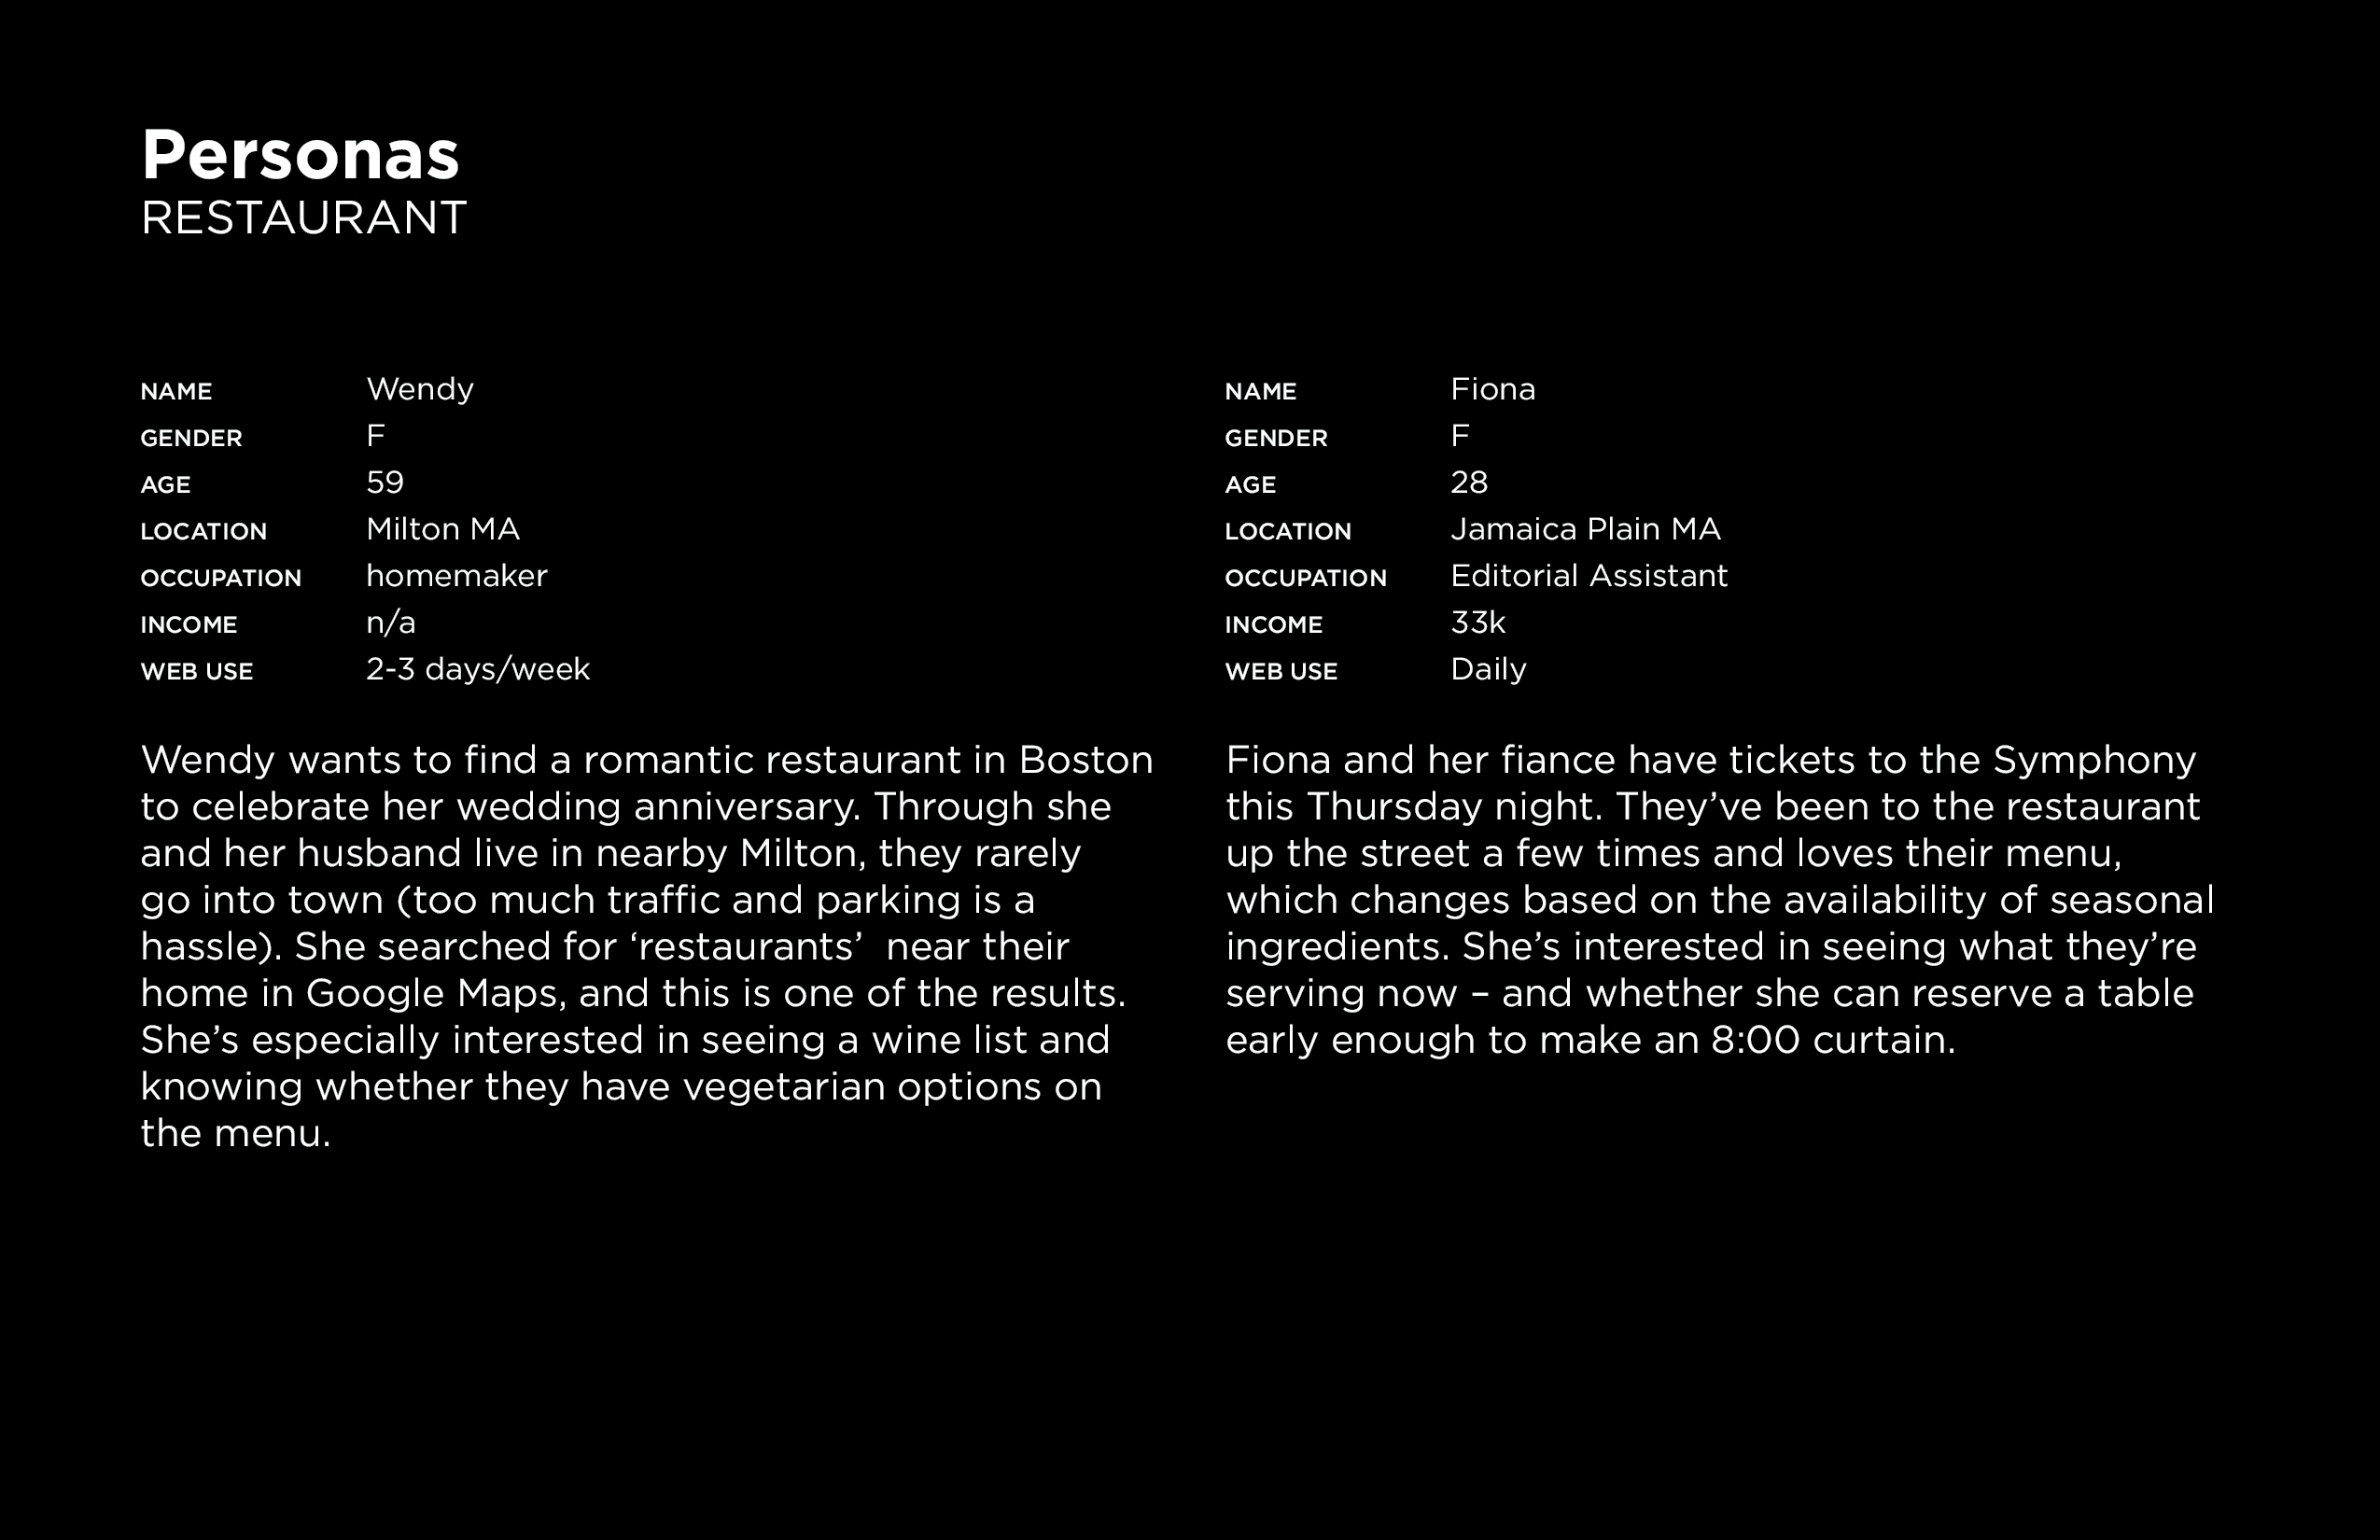 Personas
RESTAURANT
NAME Wendy
GENDER F
AGE 59
LOCATION Milton MA
OCCUPATION homemaker
INCOME n/a
WEB USE 2-3 days/week
Wendy wants to find a romantic restaurant in Boston
to celebrate her wedding anniversary. Through she
and her husband live in nearby Milton, they rarely
go into town (too much traffic and parking is a
hassle). She searched for ‘restaurants’  near their
home in Google Maps, and this is one of the results.
She’s especially interested in seeing a wine list and
knowing whether they have vegetarian options on
the menu.
NAME Fiona
GENDER F
AGE 28
LOCATION Jamaica Plain MA
OCCUPATION Editorial Assistant
INCOME 33k
WEB USE Daily
Fiona and her fiance have tickets to the Symphony
this Thursday night. They’ve been to the restaurant
up the street a few times and loves their menu,
which changes based on the availability of seasonal
ingredients. She’s interested in seeing what they’re
serving now – and whether she can reserve a table
early enough to make an 8:00 curtain.